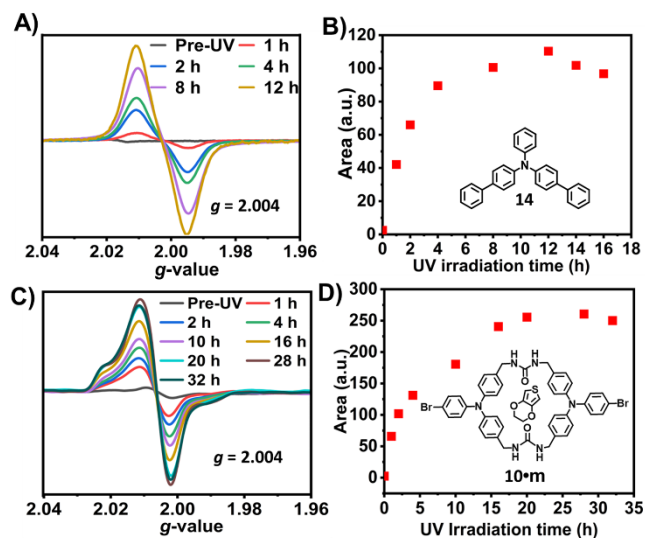 A)
Pre-UV 1 h
2 h 4 h
8 h 12 h
g = 2.004
2.04 2.02 2.00 1.98 1.96
g-value
B)
Area (a.u.)
120
100
80
60
40
20
0
N
14
0 2 4 6 8 10 12 14 16 18
UV irradiation time (h)
C)
Pre-UV 1 h
2 h 4 h
10 h 16 h
20 h 28 h
32 h
g = 2.004
2.04 2.02 2.00 1.98 1.96
g-value
D)
Area (a.u.)
300
250
200
150
100
50
0
H H
N N
O
S
Br N O N Br
O
O
N N
H H
10•m
0 5 10 15 20 25 30 35
UV Irradiation time (h)